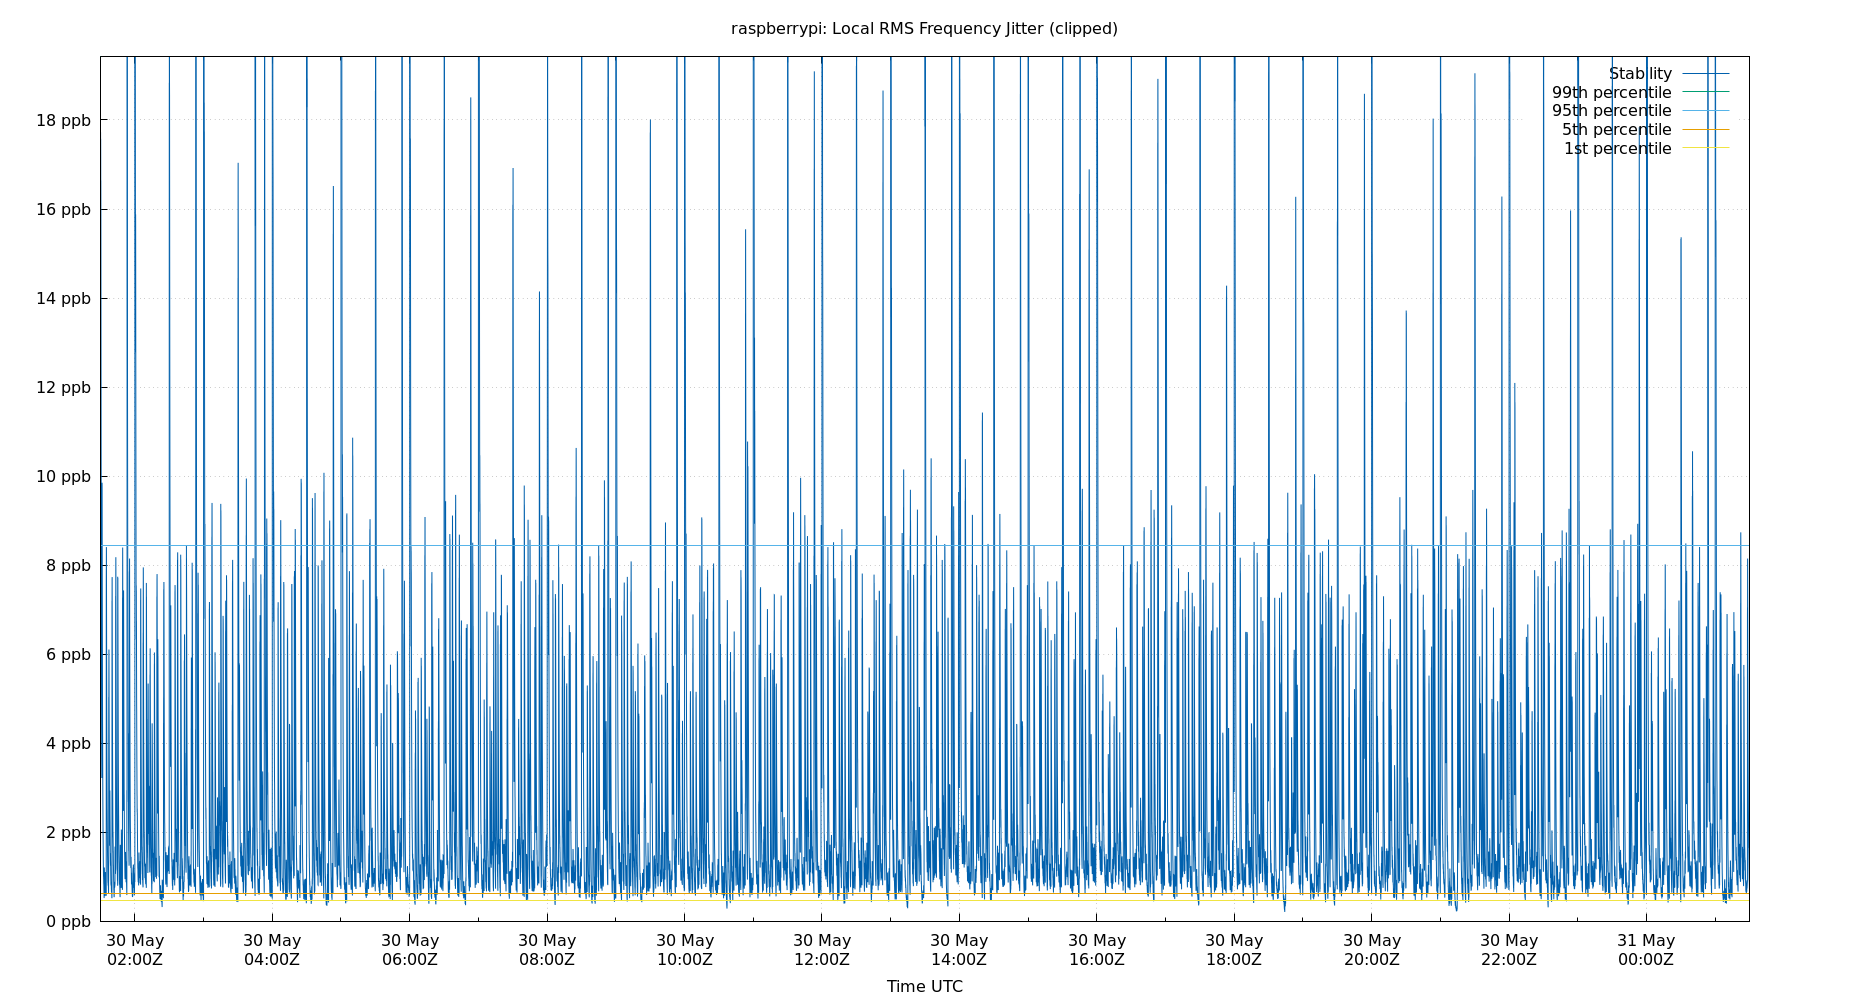 raspberrypi: Local RMS Frequency Jitter (clipped)
Stability
99th percentile
95th percentile
5th percentile
1st percentile
18 ppb
16 ppb
14 ppb
12 ppb
10 ppb
8 ppb
6 ppb
4 ppb
2 ppb
0 ppb
30 May 30 May 30 May 30 May 30 May 30 May 30 May 30 May 30 May 30 May 30 May 31 May
02:00Z 04:00Z 06:00Z 08:00Z 10:00Z 12:00Z 14:00Z 16:00Z 18:00Z 20:00Z 22:00Z 00:00Z
Time UTC